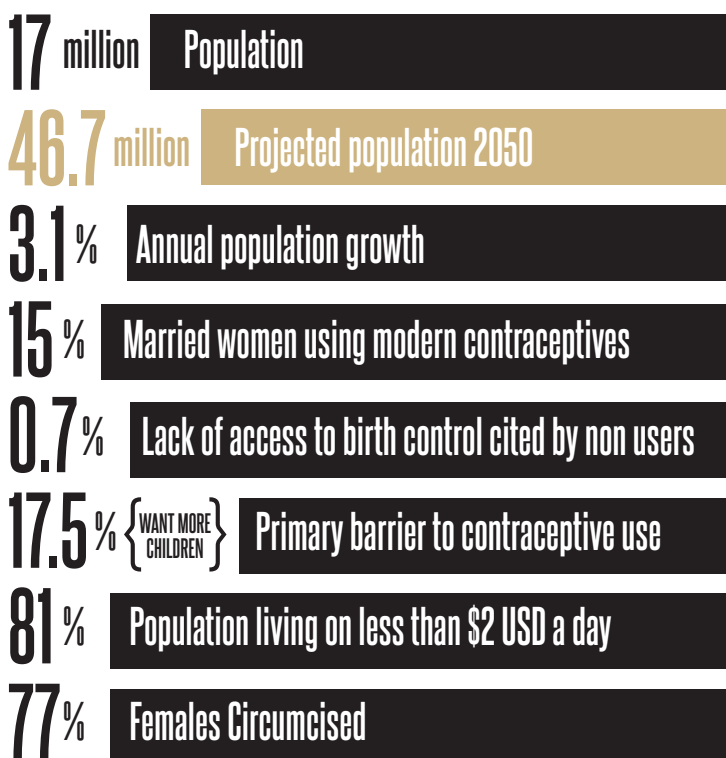 17 million Population
46.7 million Projected population 2050
3.1% Annual population growth
15% Married women using modern contraceptives
0.7% Lack of access to birth control cited by non users
17.5% {WANT MORE CHILDREN} Primary barrier to contraceptive use
81% Population living on less than $2 USD a day
77% Females Circumcised